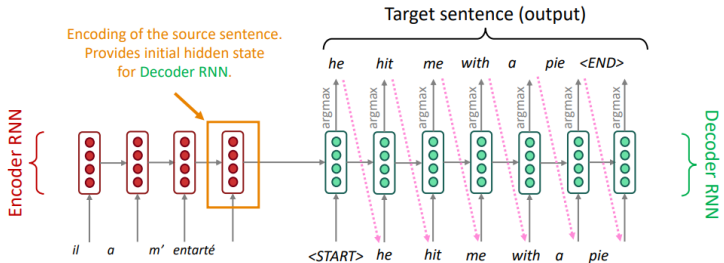 Target sentence (output)
Encoding of the source sentence.
Provides initial hidden state
for Decoder RNN.
he hit me with a pie <END>
argmax argmax argmax argmax argmax argmax argmax
Encoder RNN
Decoder RNN
il a m' entarté
<START> he hit me with a pie